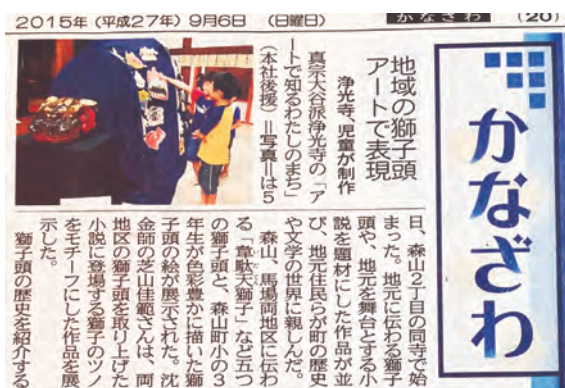 2015年(平成27年) 9月6日 (日曜日) かなざわ (20)
かなざわ
地域の獅子頭
アートで表現
浄光寺、児童が制作
真宗大谷派浄光寺の「ア
ートで知るわたしのまち」
(本社後援)=写真=は5
日、森山2丁目の同寺で始
まった。地元に伝わる獅子
頭や、地元を舞台とする小
説を題材にした作品が並
び、地元住民らが町の歴史
や文学の世界に親しんだ。
森山、馬場両地区に伝わ
る「韋駄天獅子」など五つ
の獅子頭と、森山町小の3
年生が色彩豊かに描いた獅
子頭の絵が展示された。沈
金師の芝山佳範さんは、両
地区の獅子頭を取り上げた
小説に登場する獅子のツノ
をモチーフにした作品を展
示した。
獅子頭の歴史を紹介する